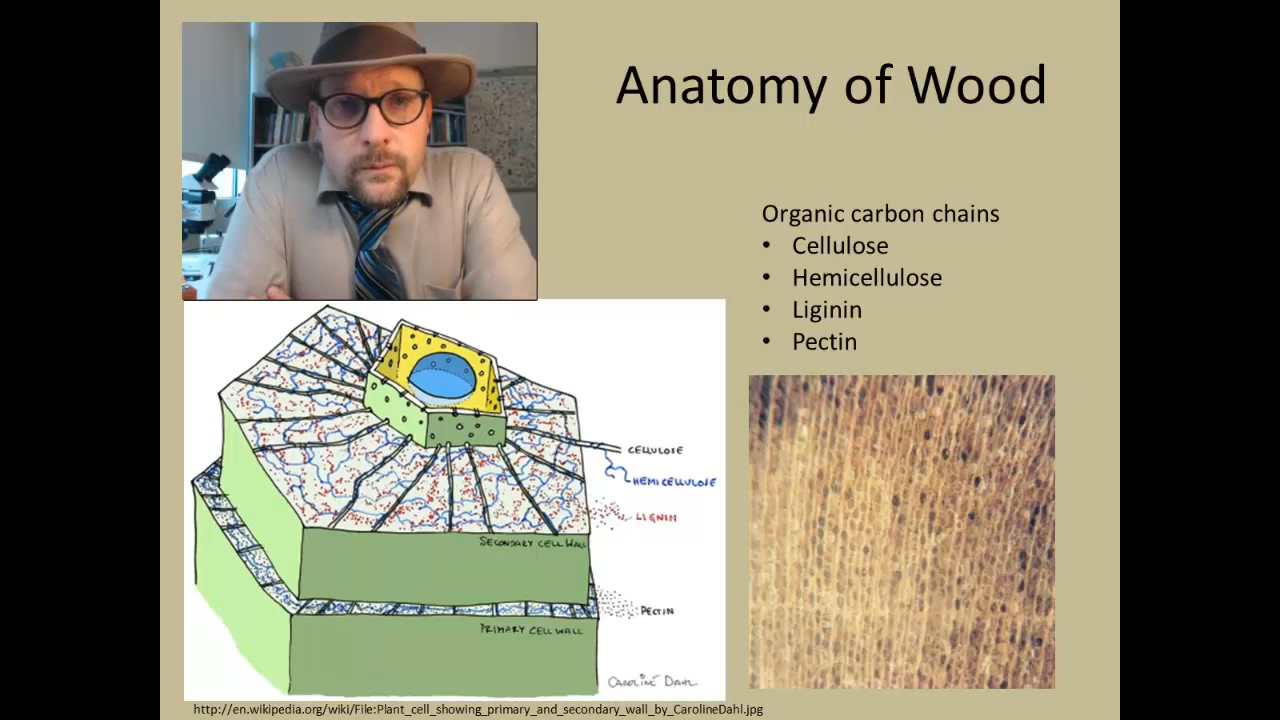 Anatomy of Wood
Organic carbon chains
• Cellulose
• Hemicellulose
• Liginin
• Pectin
CELLULOSE
HEMICELLULOSE
LIGNIN
SECONDARY CELL WALL
PECTIN
PRIMARY CELL WALL
CAROLINE DAHL
http://en.wikipedia.org/wiki/File:Plant_cell_showing_primary_and_secondary_wall_by_CarolineDahl.jpg